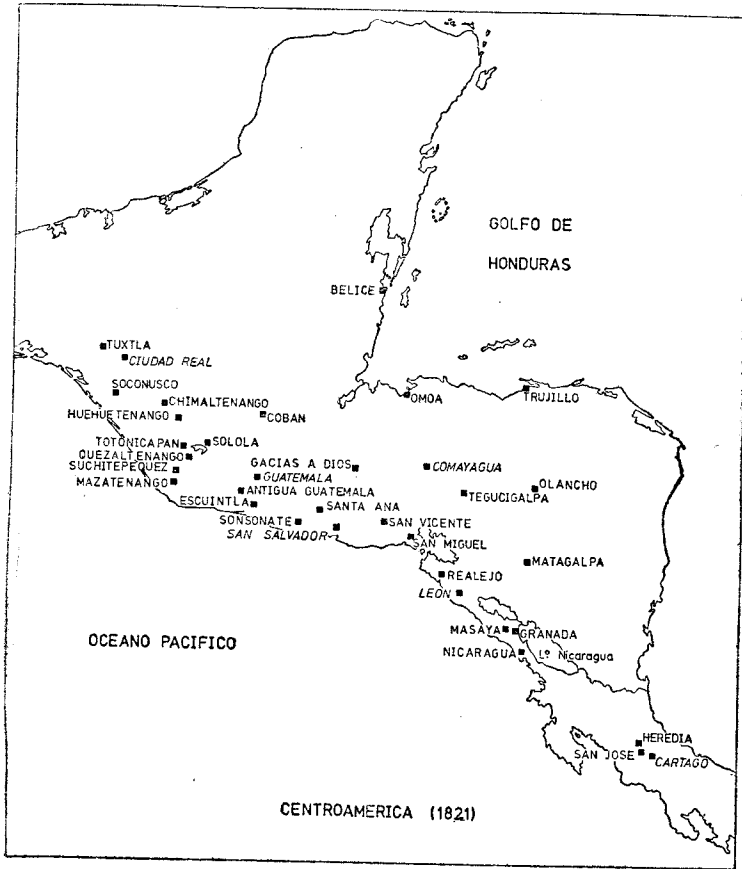 GOLFO DE
HONDURAS
BELICE
TUXTLA
CIUDAD REAL
SOCONUSCO
CHIMALTENANGO
HUEHUETENANGO
COBAN
OMOA
TRUJILLO
TOTONICAPAN
SOLOLA
QUEZALTENANGO
SUCHITEPEQUEZ
MAZATENANGO
GACIAS A DIOS
GUATEMALA
ANTIGUA GUATEMALA
ESCUINTLA
COMAYAGUA
TEGUCIGALPA
OLANCHO
SANTA ANA
SONSONATE
SAN SALVADOR
SAN VICENTE
SAN MIGUEL
MATAGALPA
REALEJO
LEON
MASAYA
GRANADA
NICARAGUA
Lº Nicaragua
OCEANO PACIFICO
HEREDIA
SAN JOSE
CARTAGO
CENTROAMERICA (1821)